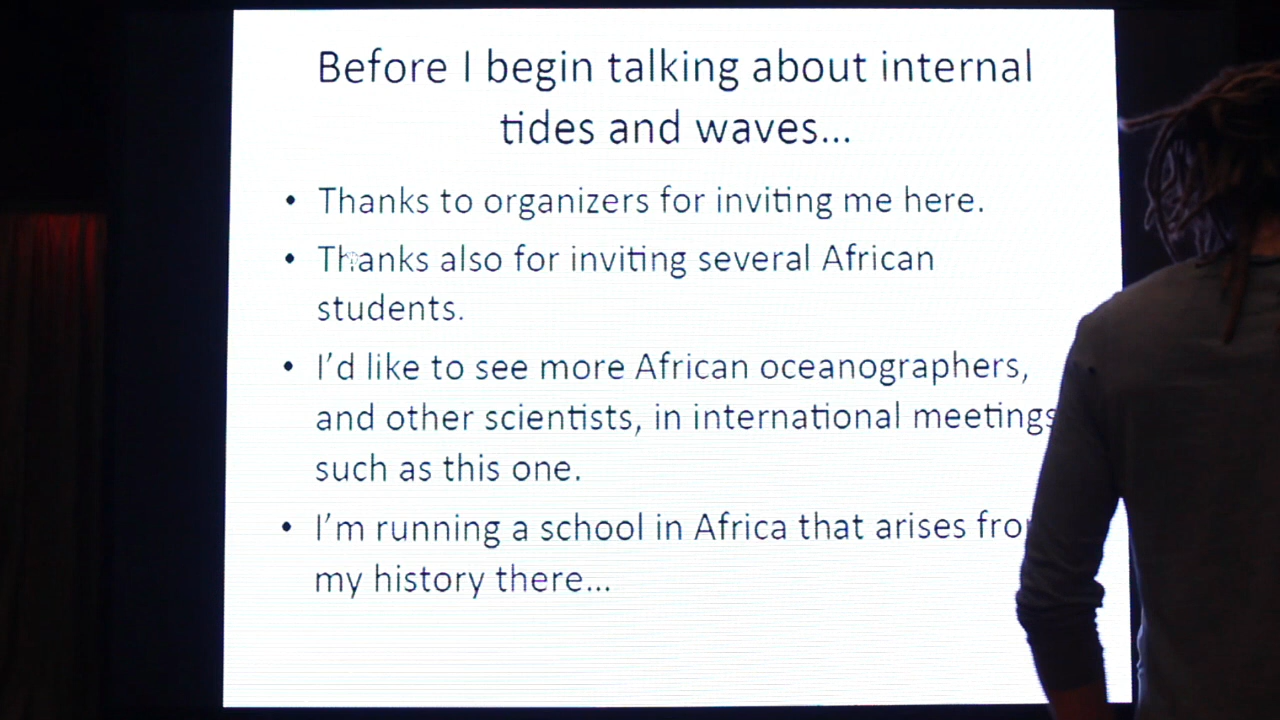 Before I begin talking about internal
tides and waves...
• Thanks to organizers for inviting me here.
• Thanks also for inviting several African
students.
• I'd like to see more African oceanographers,
and other scientists, in international meetings
such as this one.
• I'm running a school in Africa that arises
my history there...